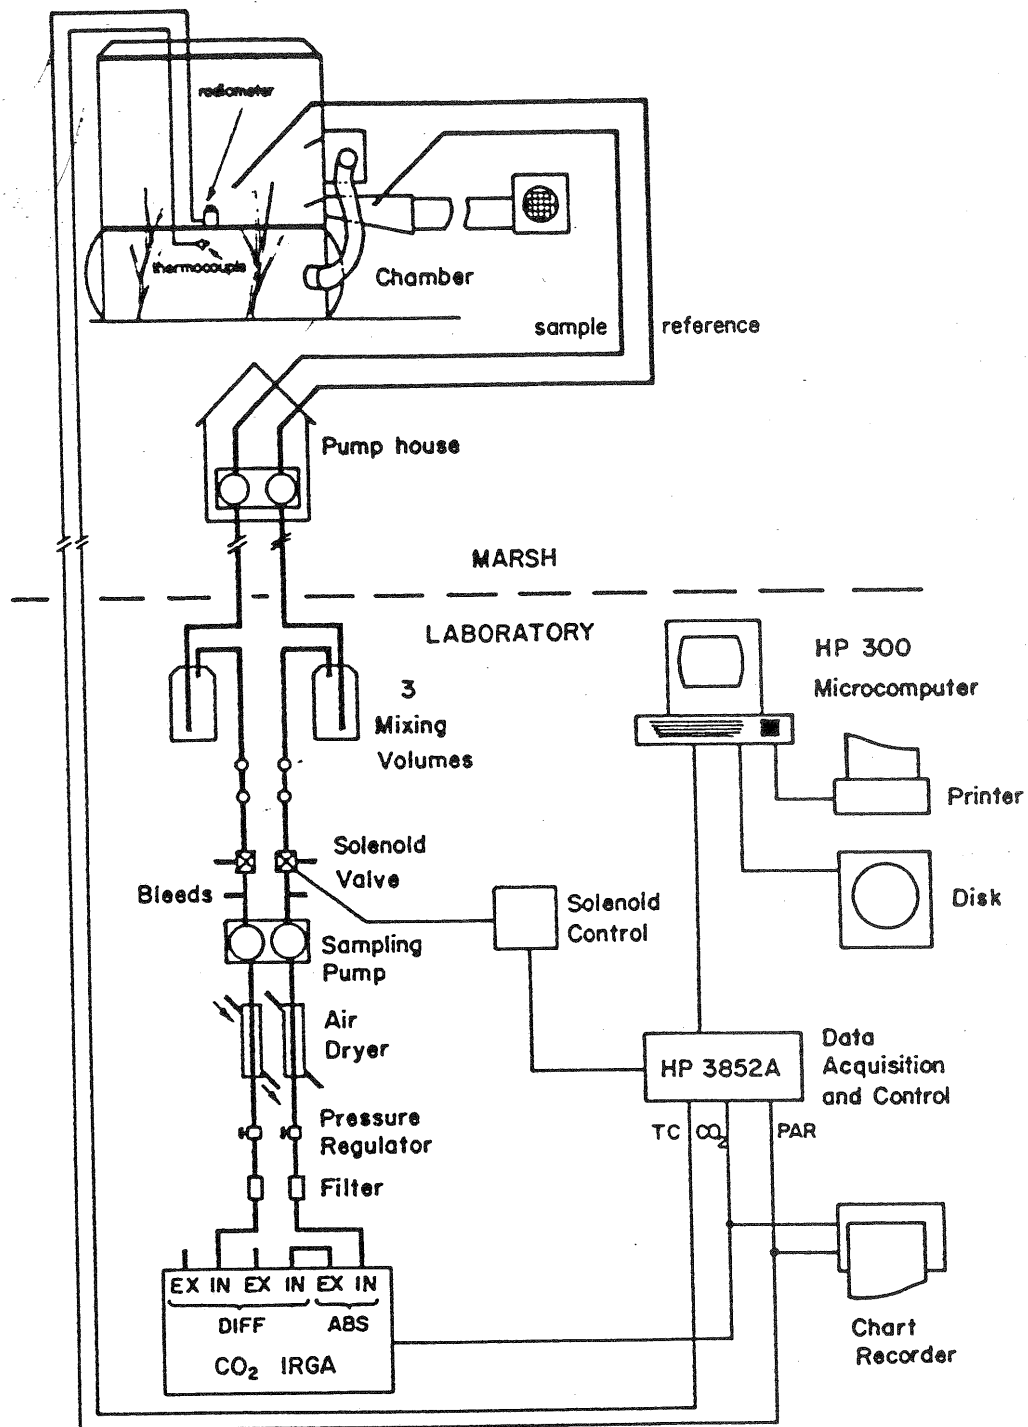 radiometer
thermocouple
Chamber
sample
reference
Pump house
MARSH
LABORATORY
HP 300
Microcomputer
3
Mixing
Volumes
Printer
Solenoid
Valve
Bleeds
Solenoid
Control
Disk
Sampling
Pump
Air
Dryer
HP 3852A
Data
Acquisition
and Control
Pressure
Regulator
TC CO2 PAR
Filter
EX IN EX IN EX IN
DIFF ABS
CO2 IRGA
Chart
Recorder